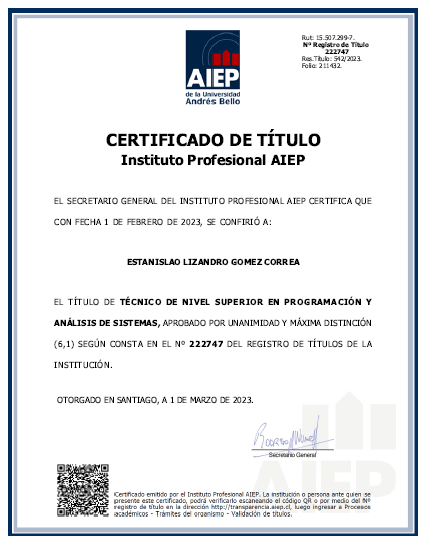 Rut: 15.507.299-7.
Nº Registro de Título
222747
Res.Título: 542/2023.
Folio: 211432.
AIEP
de la Universidad
Andrés Bello
CERTIFICADO DE TÍTULO
Instituto Profesional AIEP
EL SECRETARIO GENERAL DEL INSTITUTO PROFESIONAL AIEP CERTIFICA QUE
CON FECHA 1 DE FEBRERO DE 2023, SE CONFIRIÓ A:
ESTANISLAO LIZANDRO GOMEZ CORREA
EL TÍTULO DE TÉCNICO DE NIVEL SUPERIOR EN PROGRAMACIÓN Y
ANÁLISIS DE SISTEMAS, APROBADO POR UNANIMIDAD Y MÁXIMA DISTINCIÓN
(6,1) SEGÚN CONSTA EN EL Nº 222747 DEL REGISTRO DE TÍTULOS DE LA
INSTITUCIÓN.
OTORGADO EN SANTIAGO, A 1 DE MARZO DE 2023.
Secretario General
AIEP
Certificado emitido por el Instituto Profesional AIEP. La institución o persona ante quien se
presente este certificado, podrá verificarlo escaneando el código QR o por medio del Nº
registro de título en la dirección http://transparencia.aiep.cl, luego ingresar a Procesos
académicos - Trámites del organismo - Validación de títulos.